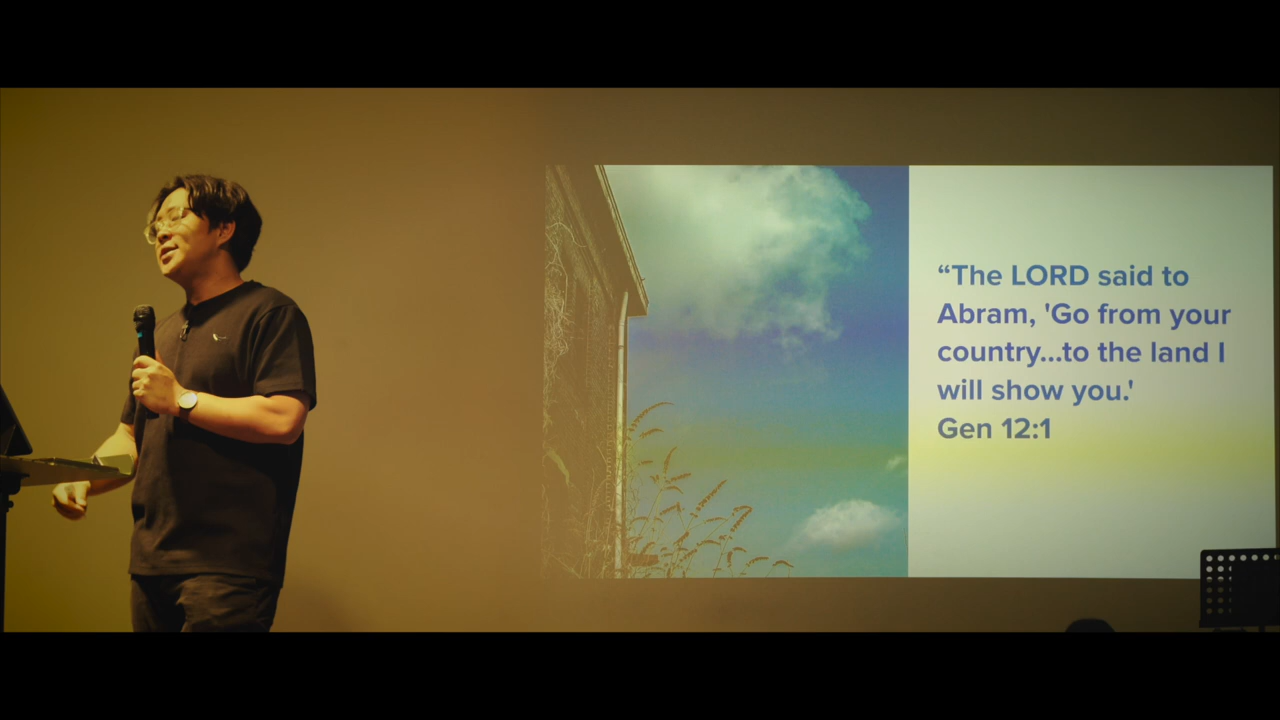 “The LORD said to
Abram, 'Go from your
country...to the land I
will show you.'
Gen 12:1